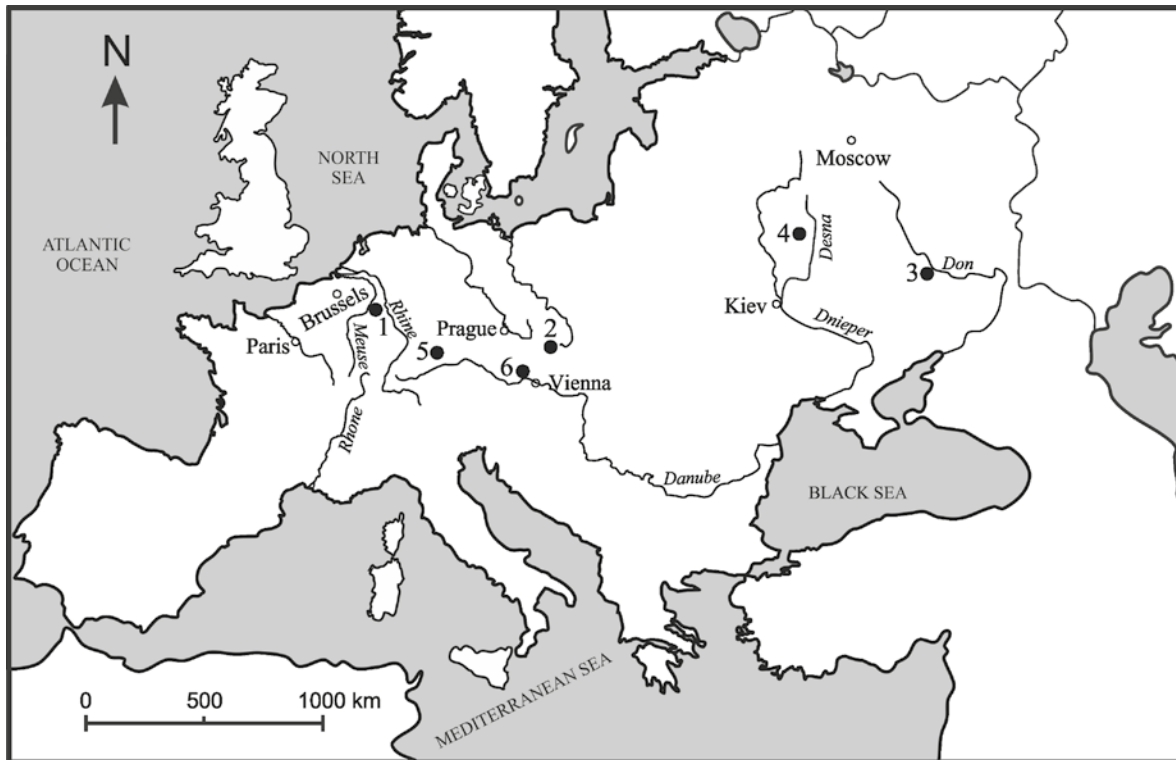 N
NORTH
SEA
ATLANTIC
OCEAN
Moscow
4
Desna
3
Don
Kiev
Dnieper
Brussels
1
Rhine
Meuse
Paris
Prague
2
5
6
Vienna
Rhone
Danube
BLACK SEA
MEDITERRANEAN SEA
0 500 1000 km